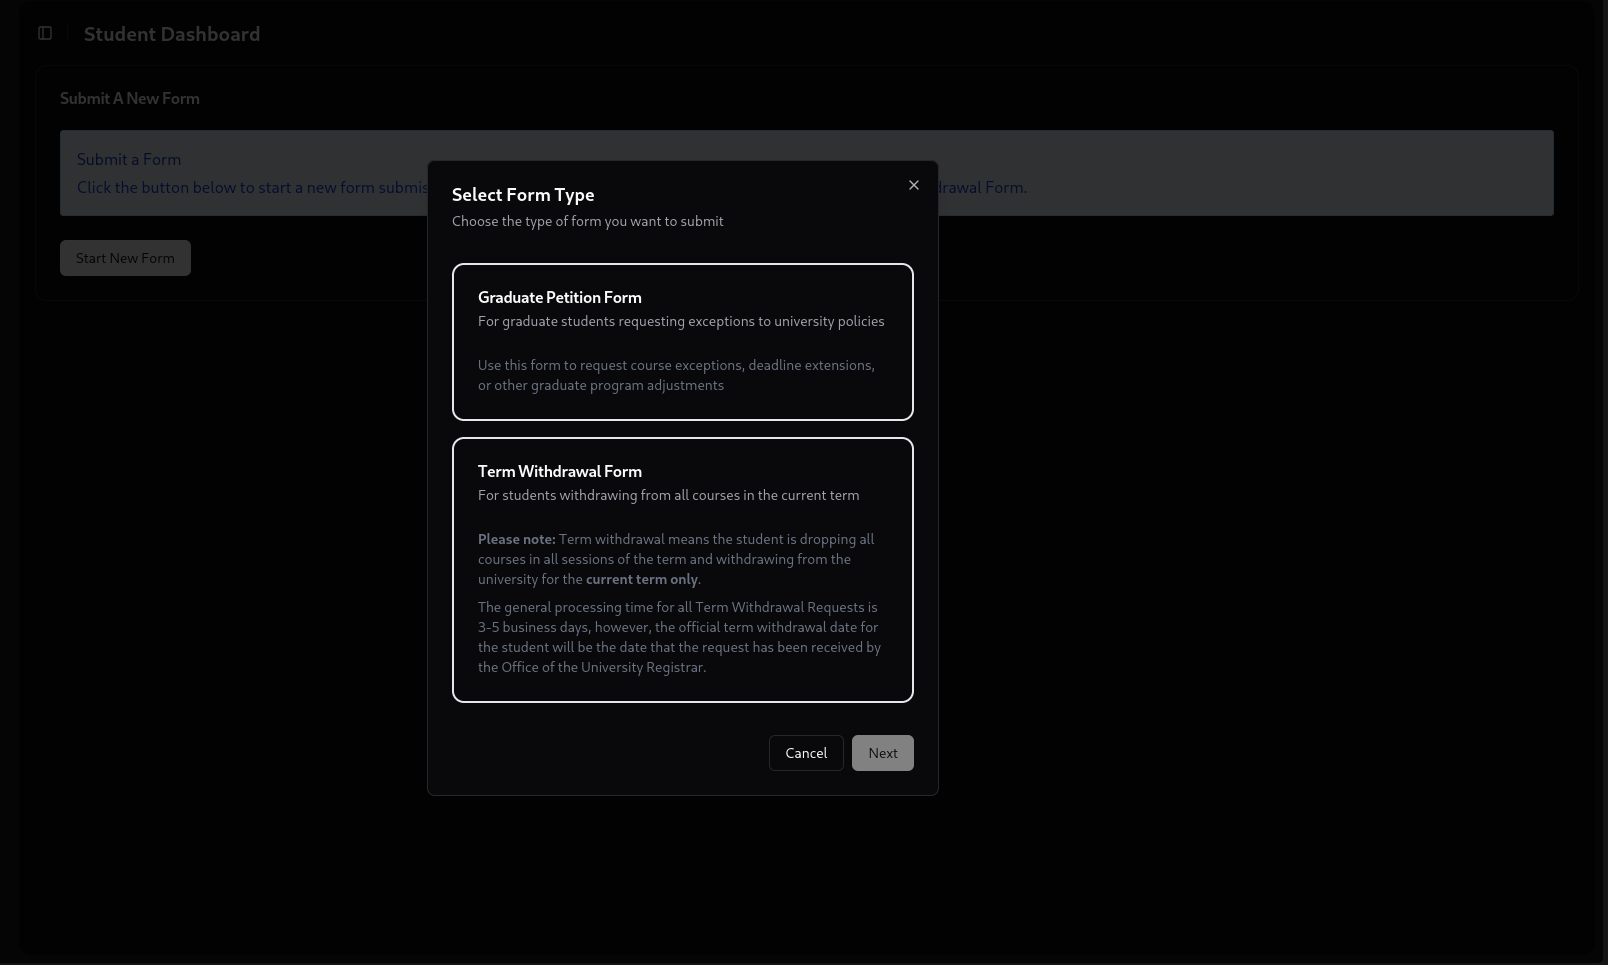 Student Dashboard
Submit A New Form
Submit a Form
Click the button below to start a new form drawal Form.
Start New Form
Select Form Type
Choose the type of form you want to submit
Graduate Petition Form
For graduate students requesting exceptions to university policies
Use this form to request course exceptions, deadline extensions,
or other graduate program adjustments
Term Withdrawal Form
For students withdrawing from all courses in the current term
Please note: Term withdrawal means the student is dropping all
courses in all sessions of the term and withdrawing from the
university for the current term only.
The general processing time for all Term Withdrawal Requests is
3-5 business days, however, the official term withdrawal date for
the student will be the date that the request has been received by
the Office of the University Registrar.
Cancel
Next